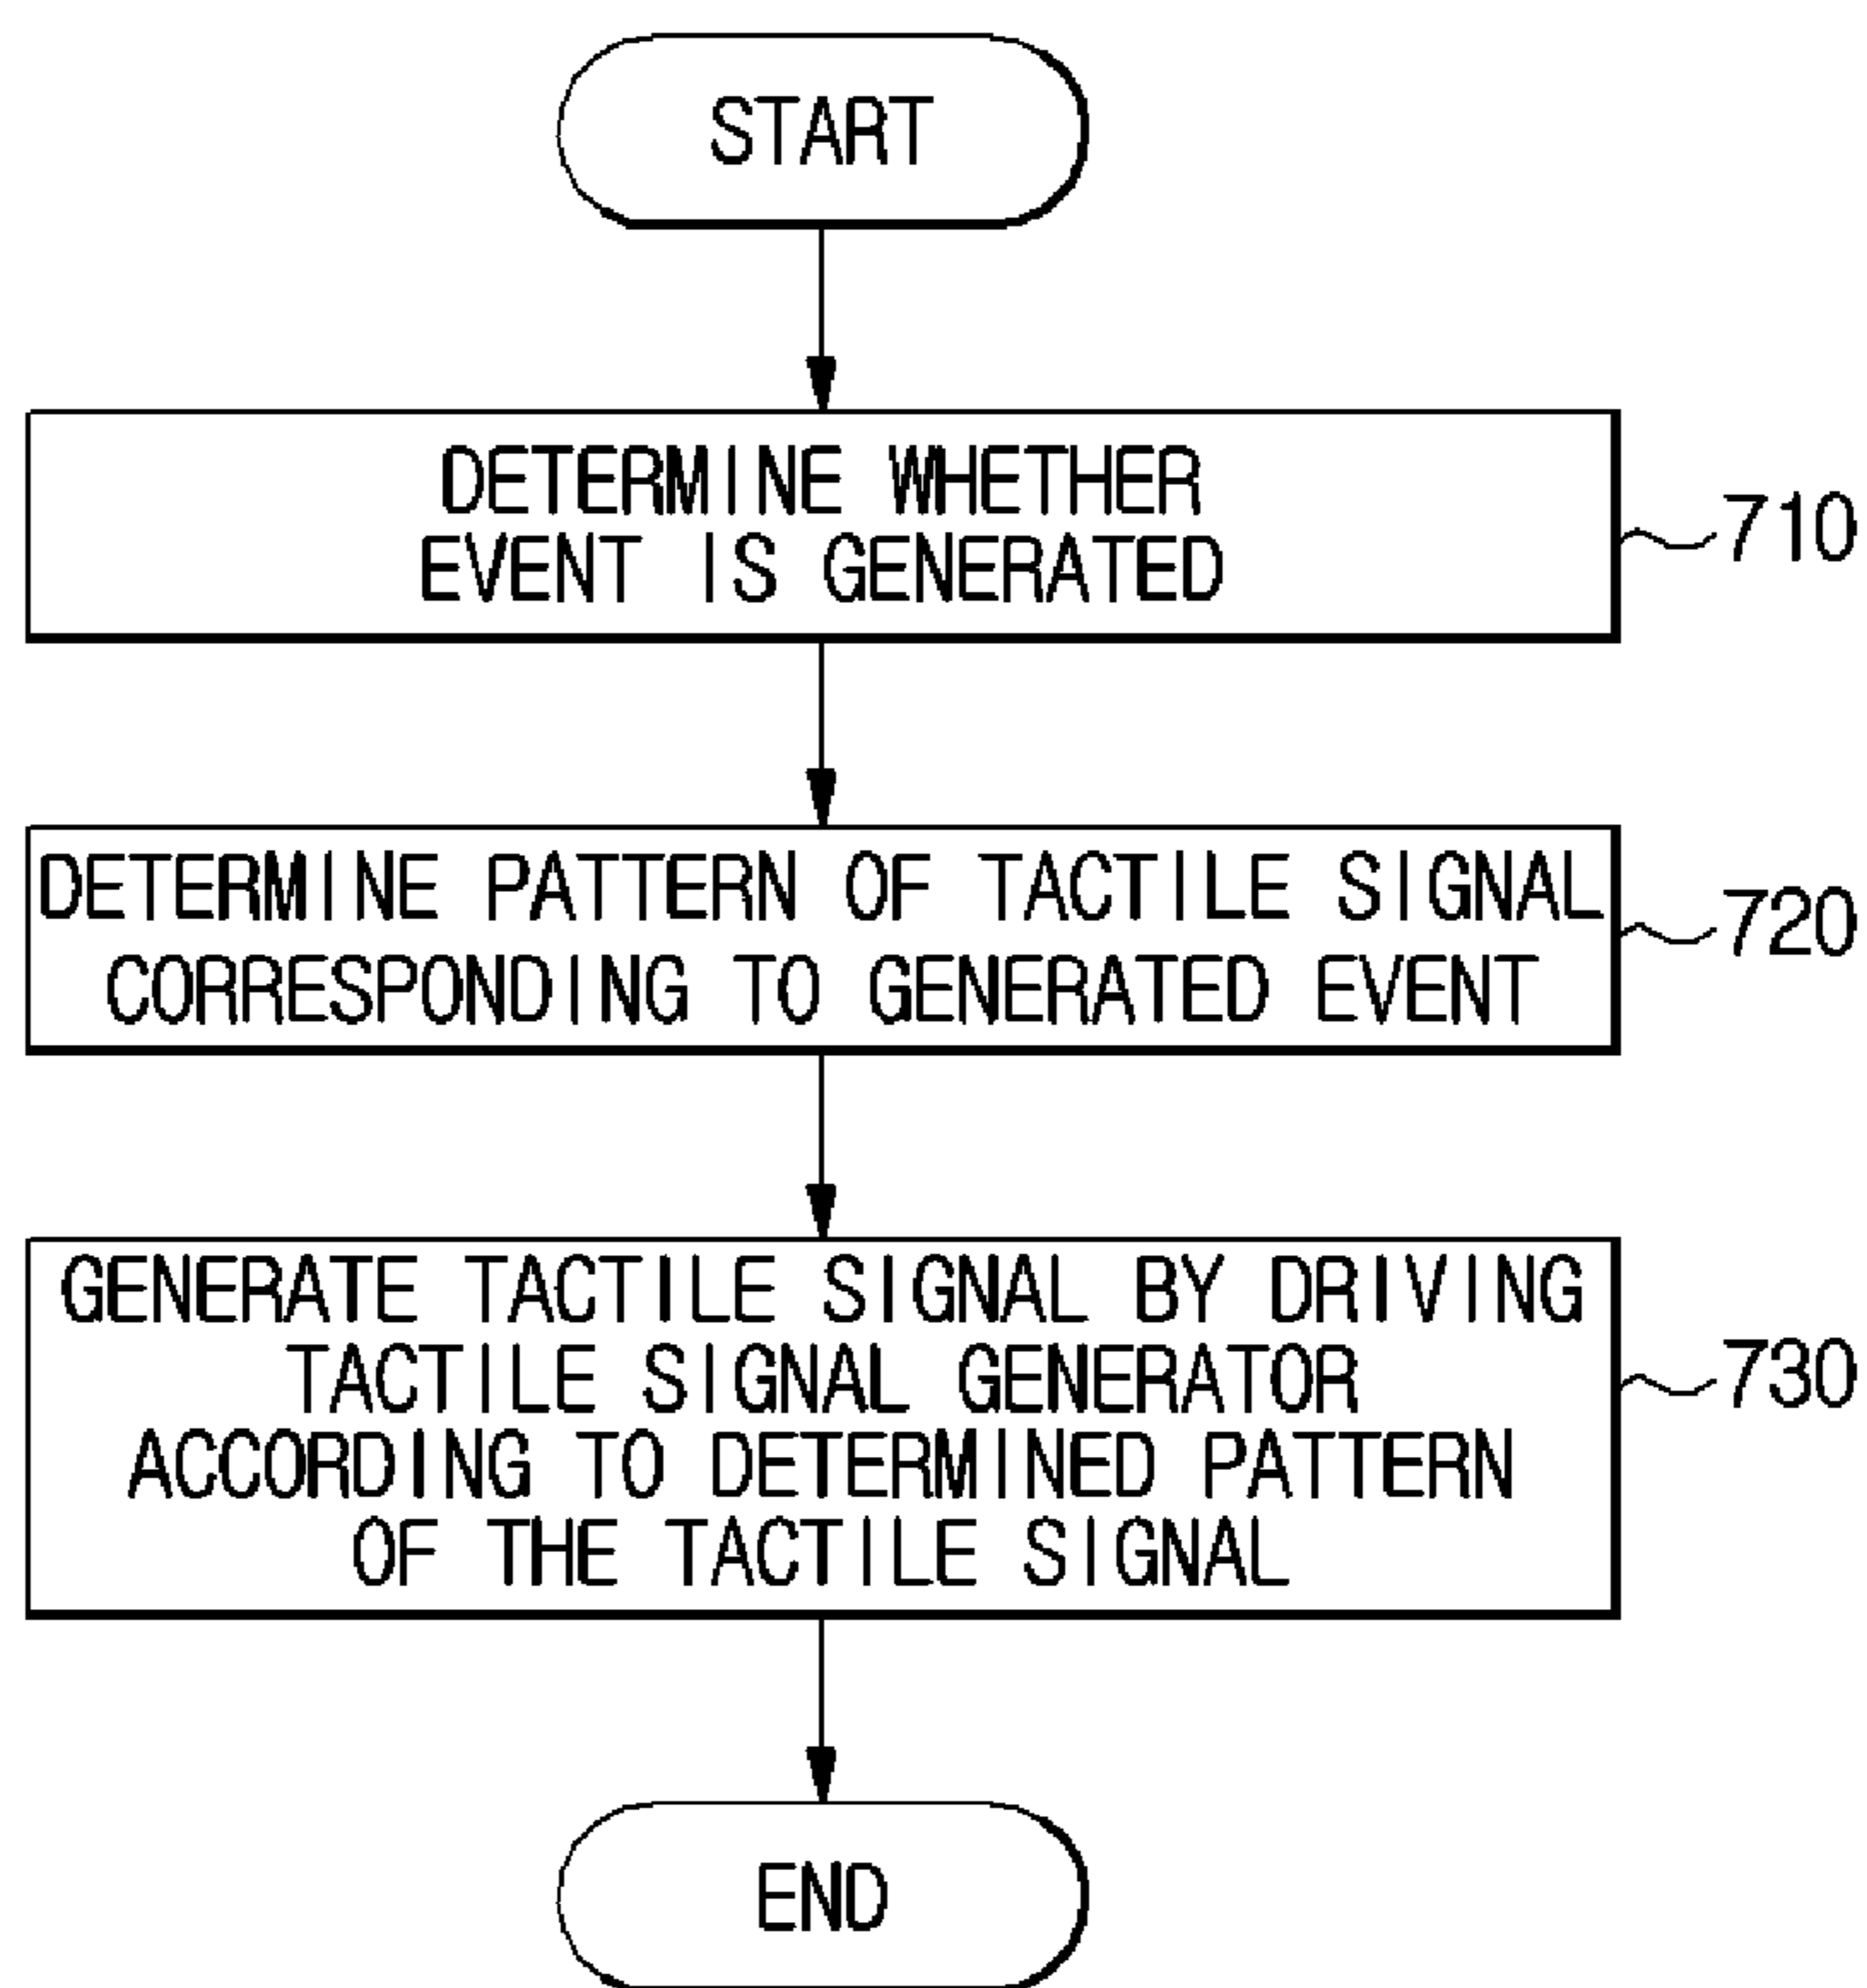 START
DETERMINE WHETHER
EVENT IS GENERATED
710
DETERMINE PATTERN OF TACTILE SIGNAL
CORRESPONDING TO GENERATED EVENT
720
GENERATE TACTILE SIGNAL BY DRIVING
TACTILE SIGNAL GENERATOR
ACCORDING TO DETERMINED PATTERN
OF THE TACTILE SIGNAL
730
END